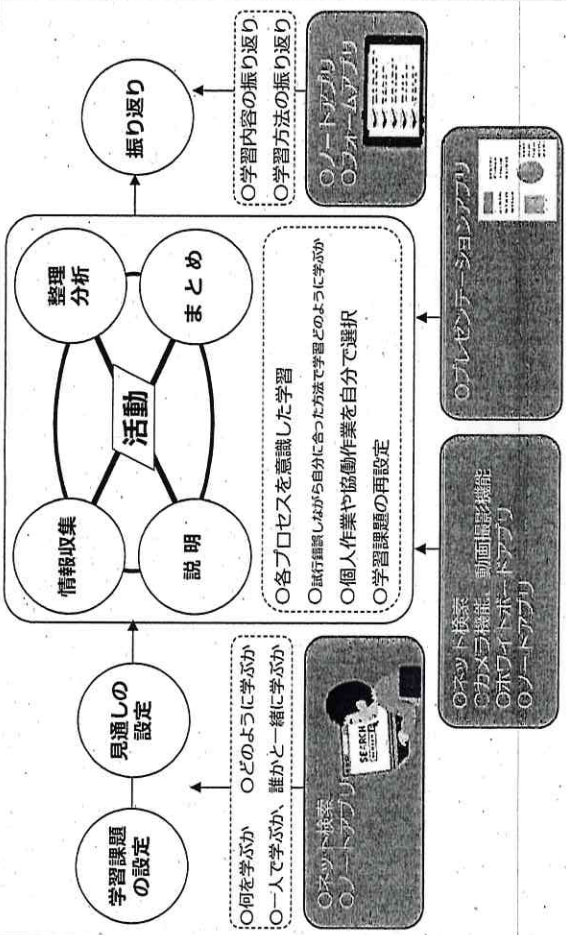 学習課題
の設定
見通しの
設定
○何を学ぶか　○どのように学ぶか
○一人で学ぶか、誰かと一緒に学ぶか
○ネット検索
○ノートアプリ
SEARCH
情報収集
整理
分析
活動
説明
まとめ
○各プロセスを意識した学習
○試行錯誤しながら自分に合った方法で学習どのように学ぶか
○個人作業や協働作業を自分で選択
○学習課題の再設定
○ネット検索
○カメラ機能、動画撮影機能
○ホワイトボードアプリ
○ノートアプリ
○プレゼンテーションアプリ
振り返り
○学習内容の振り返り
○学習方法の振り返り
○ノートアプリ
○フォームアプリ